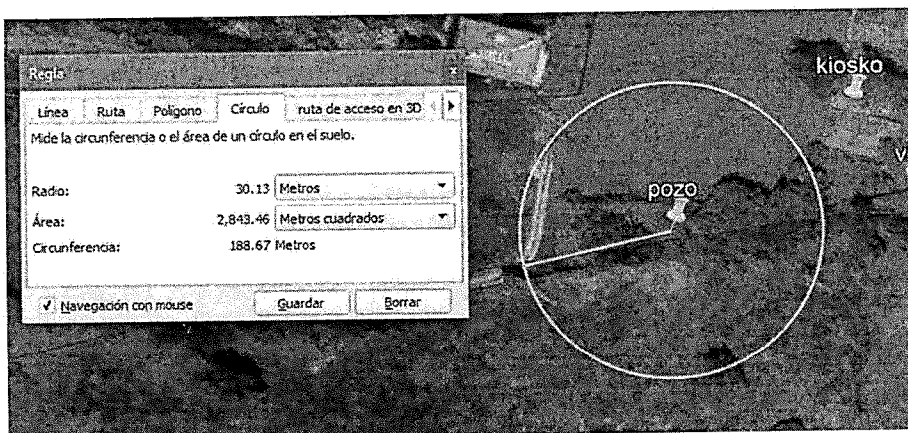 Regla
Línea Ruta Polígono Círculo ruta de acceso en 3D
Mide la circunferencia o el área de un círculo en el suelo.
Radio: 30.13 Metros
Área: 2,843.46 Metros cuadrados
Circunferencia: 188.67 Metros
Navegación con mouse Guardar Borrar
kiosko
v
pozo